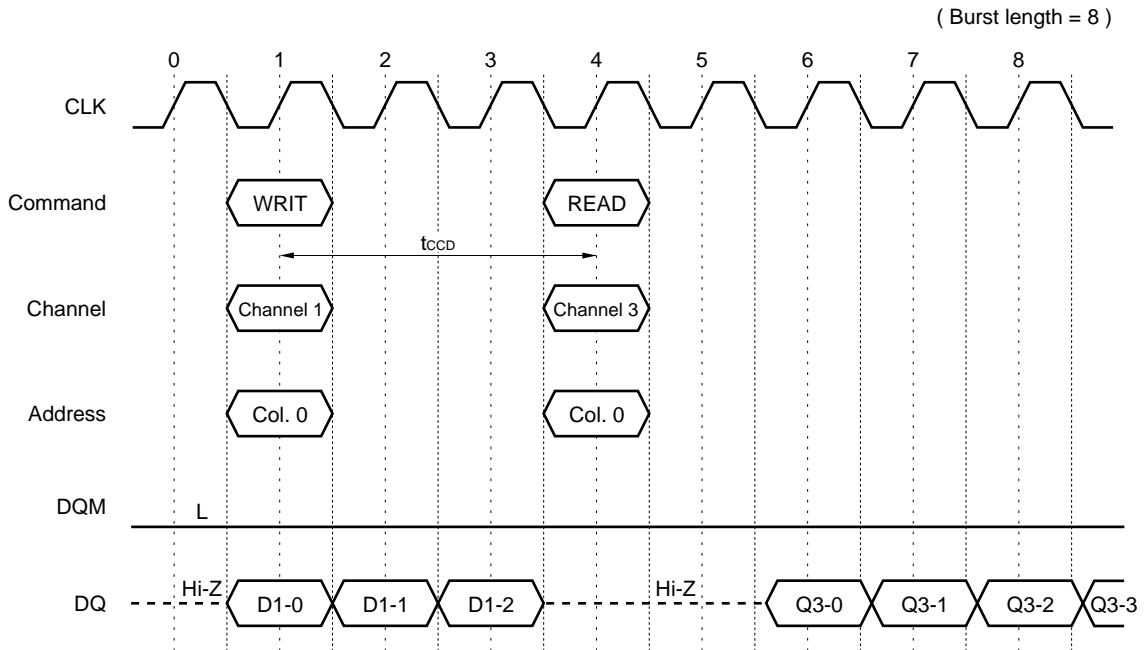 ( Burst length = 8 )
0 1 2 3 4 5 6 7 8
CLK
Command WRIT READ
tCCD
Channel Channel 1 Channel 3
Address Col. 0 Col. 0
DQM L
DQ Hi-Z D1-0 D1-1 D1-2 Hi-Z Q3-0 Q3-1 Q3-2 Q3-3